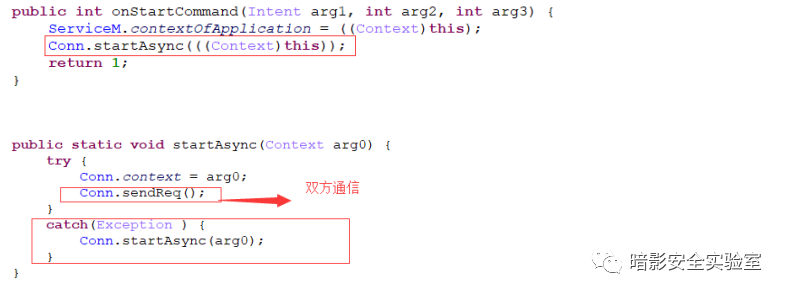 public int onStartCommand(Intent arg1, int arg2, int arg3) {
ServiceM.contextOfApplication = ((Context)this);
Conn.startAsync(((Context)this));
return 1;
}
public static void startAsync(Context arg0) {
try {
Conn.context = arg0;
Conn.sendReq();
双方通信
}
catch(Exception ) {
Conn.startAsync(arg0);
}
}
暗影安全实验室